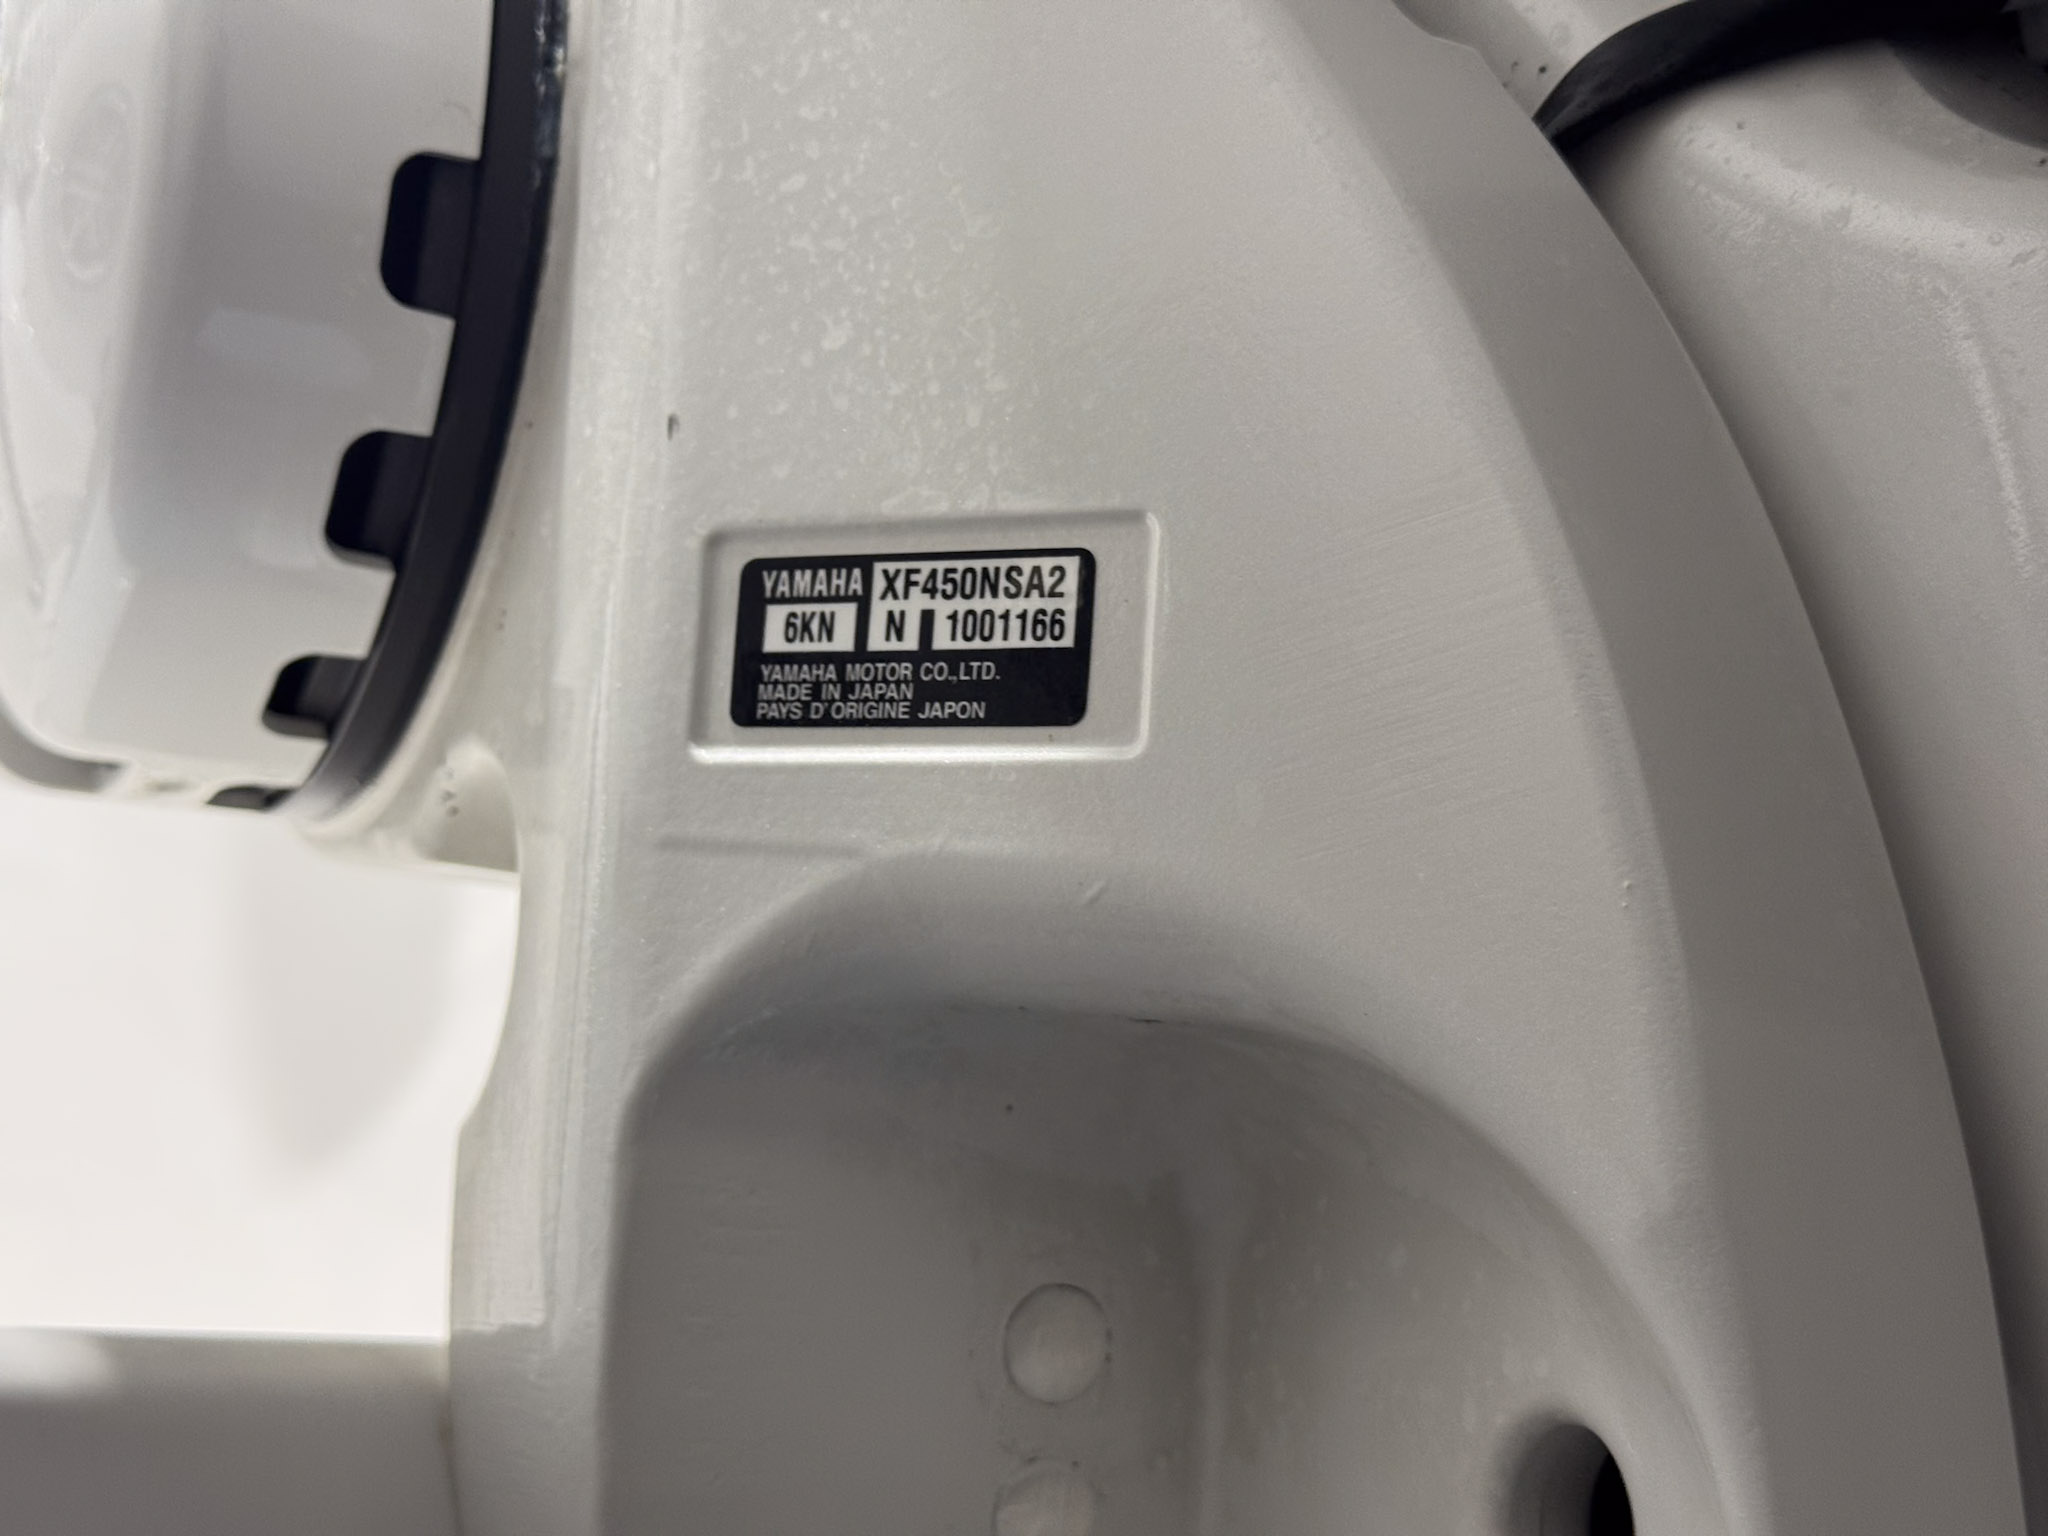 YAMAHA XF450NSA2
6KN N 1001166
YAMAHA MOTOR CO.,LTD.
MADE IN JAPAN
PAYS D'ORIGINE JAPON